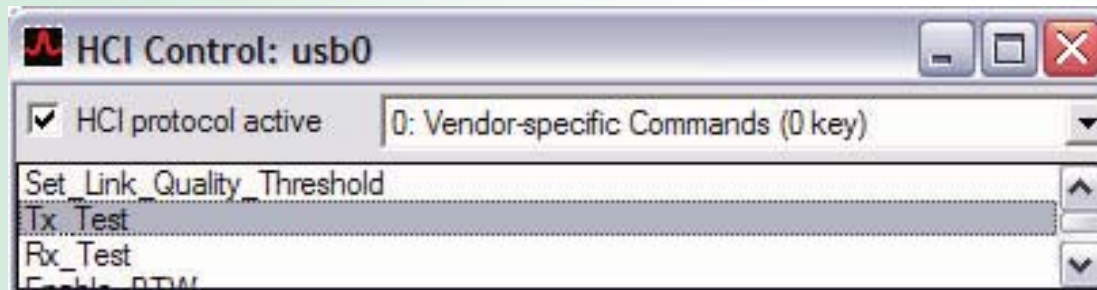 HCI Control: usb0
HCI protocol active
0: Vendor-specific Commands (0 key)
Set_Link_Quality_Threshold
Tx_Test
Rx_Test